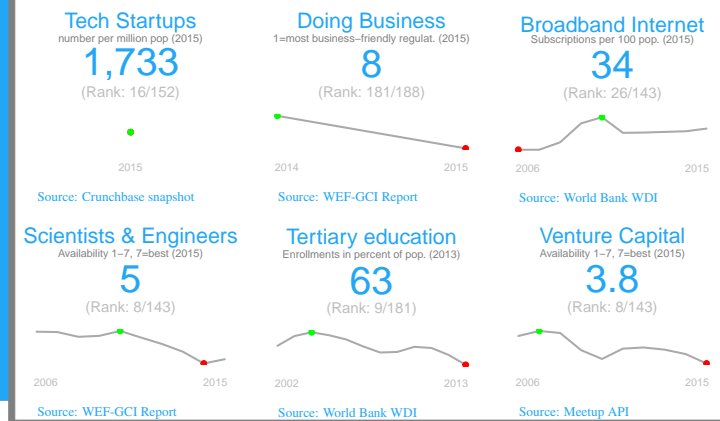 Tech Startups
number per million pop (2015)
1,733
(Rank: 16/152)
2015
Source: Crunchbase snapshot
Doing Business
1=most business−friendly regulat. (2015)
8
(Rank: 181/188)
2014 2015
Source: WEF-GCI Report
Broadband Internet
Subscriptions per 100 pop. (2015)
34
(Rank: 26/143)
2006 2015
Source: World Bank WDI
Scientists & Engineers
Availability 1−7, 7=best (2015)
5
(Rank: 8/143)
2006 2015
Source: WEF-GCI Report
Tertiary education
Enrollments in percent of pop. (2013)
63
(Rank: 9/181)
2002 2013
Source: World Bank WDI
Venture Capital
Availability 1−7, 7=best (2015)
3.8
(Rank: 8/143)
2006 2015
Source: Meetup API